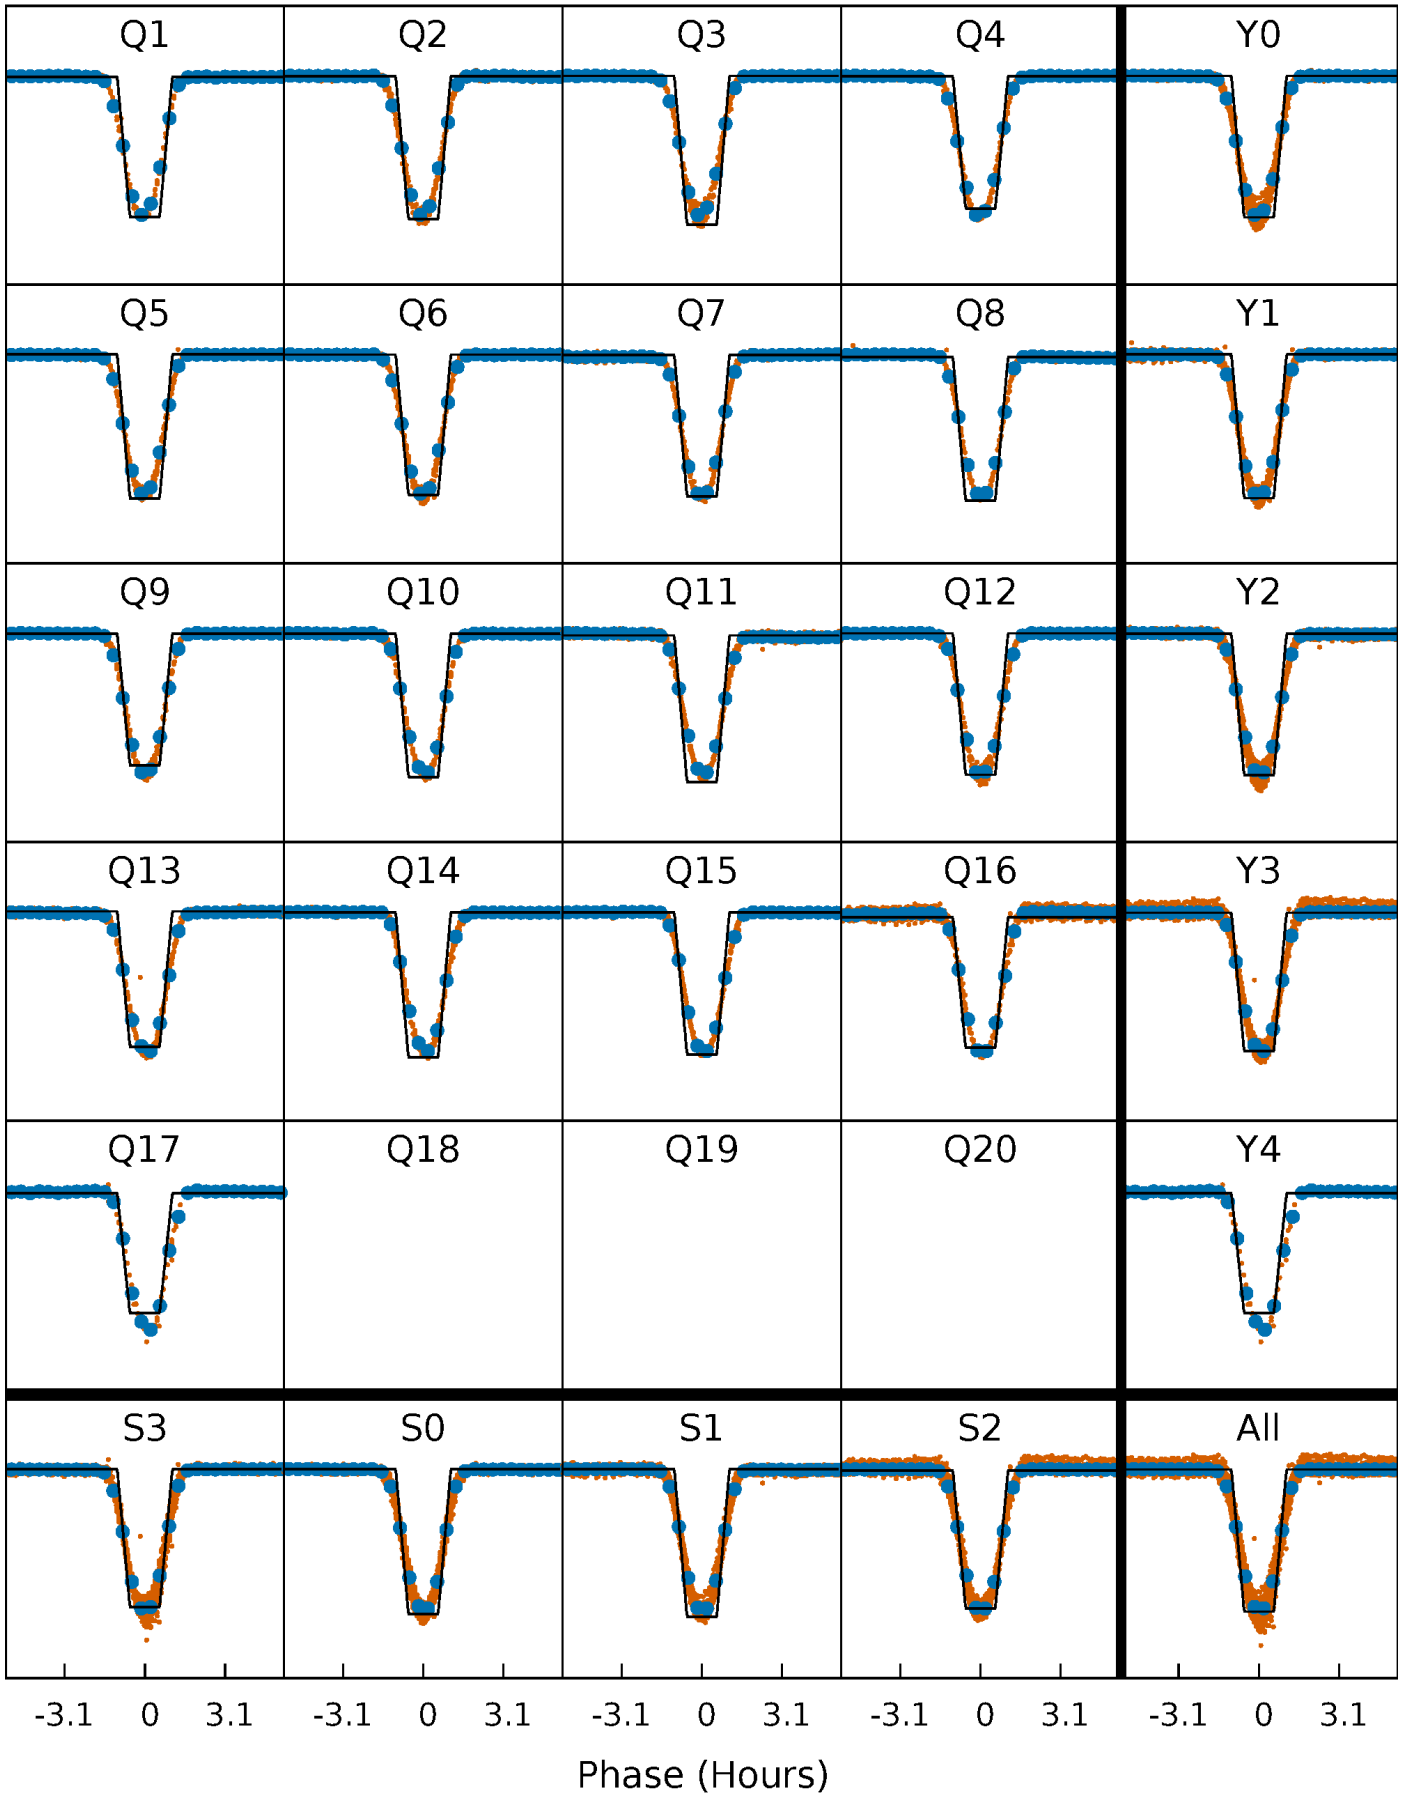 Q1 Q2 Q3 Q4 Y0
Q5 Q6 Q7 Q8 Y1
Q9 Q10 Q11 Q12 Y2
Q13 Q14 Q15 Q16 Y3
Q17 Q18 Q19 Q20 Y4
S3 S0 S1 S2 All
-3.1 0 3.1 -3.1 0 3.1 -3.1 0 3.1 -3.1 0 3.1 -3.1 0 3.1
Phase (Hours)